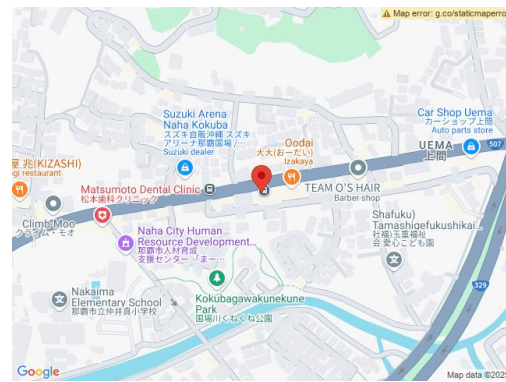 Map error: g.co/staticmaperro
Suzuki Arena
Naha Kokuba
スズキ自販沖縄 スズキ
アリーナ那覇国場 /…
Suzuki dealer
Car Shop Uema
カーショップ上間
Auto parts store
屋 兆(KIZASHI)
gi restaurant
Oodai
大大(おーだい)
Izakaya
UEMA
上間
507
Matsumoto Dental Clinic
松本歯科クリニック
TEAM O'S HAIR
Barber shop
Climb Moo
クライム・モオ
Shafuku)
Tamashigefukushikai...
社福)玉重福祉
会 愛心こども園
Naha City Human
Resource Development...
那覇市人材育成
支援センター「まー…
Nakaima
Elementary School
那覇市立仲井真小学校
Kokubagawakunekune
Park
国場川くねくね公園
329
Google
Map data ©202